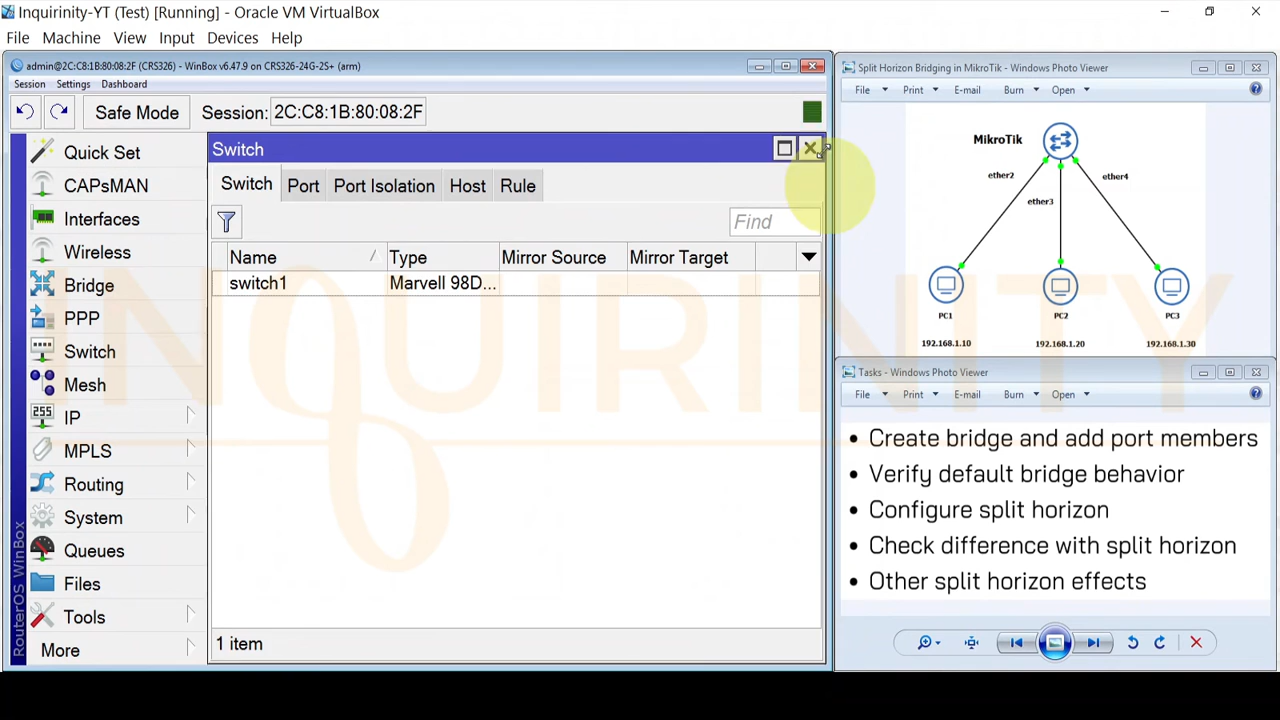 Inquirinity-YT (Test) [Running] - Oracle VM VirtualBox
File Machine View Input Devices Help
admin@2C:C8:1B:80:08:2F (CRS326) - WinBox v6.47.9 on CRS326-24G-2S+ (arm)
Session Settings Dashboard
Safe Mode Session: 2C:C8:1B:80:08:2F
Quick Set
CAPsMAN
Interfaces
Wireless
Bridge
PPP
Switch
Mesh
IP
255
MPLS
Routing
System
Queues
Files
Tools
More
RouterOS WinBox
Switch
Switch Port Port Isolation Host Rule
Find
Name Type Mirror Source Mirror Target
switch1 Marvell 98D...
1 item
Split Horizon Bridging in MikroTik - Windows Photo Viewer
File Print E-mail Burn Open
MikroTik
ether2 ether3 ether4
PC1 PC2 PC3
192.168.1.10 192.168.1.20 192.168.1.30
Tasks - Windows Photo Viewer
File Print E-mail Burn Open
• Create bridge and add port members
• Verify default bridge behavior
• Configure split horizon
• Check difference with split horizon
• Other split horizon effects
INQUIRINITY